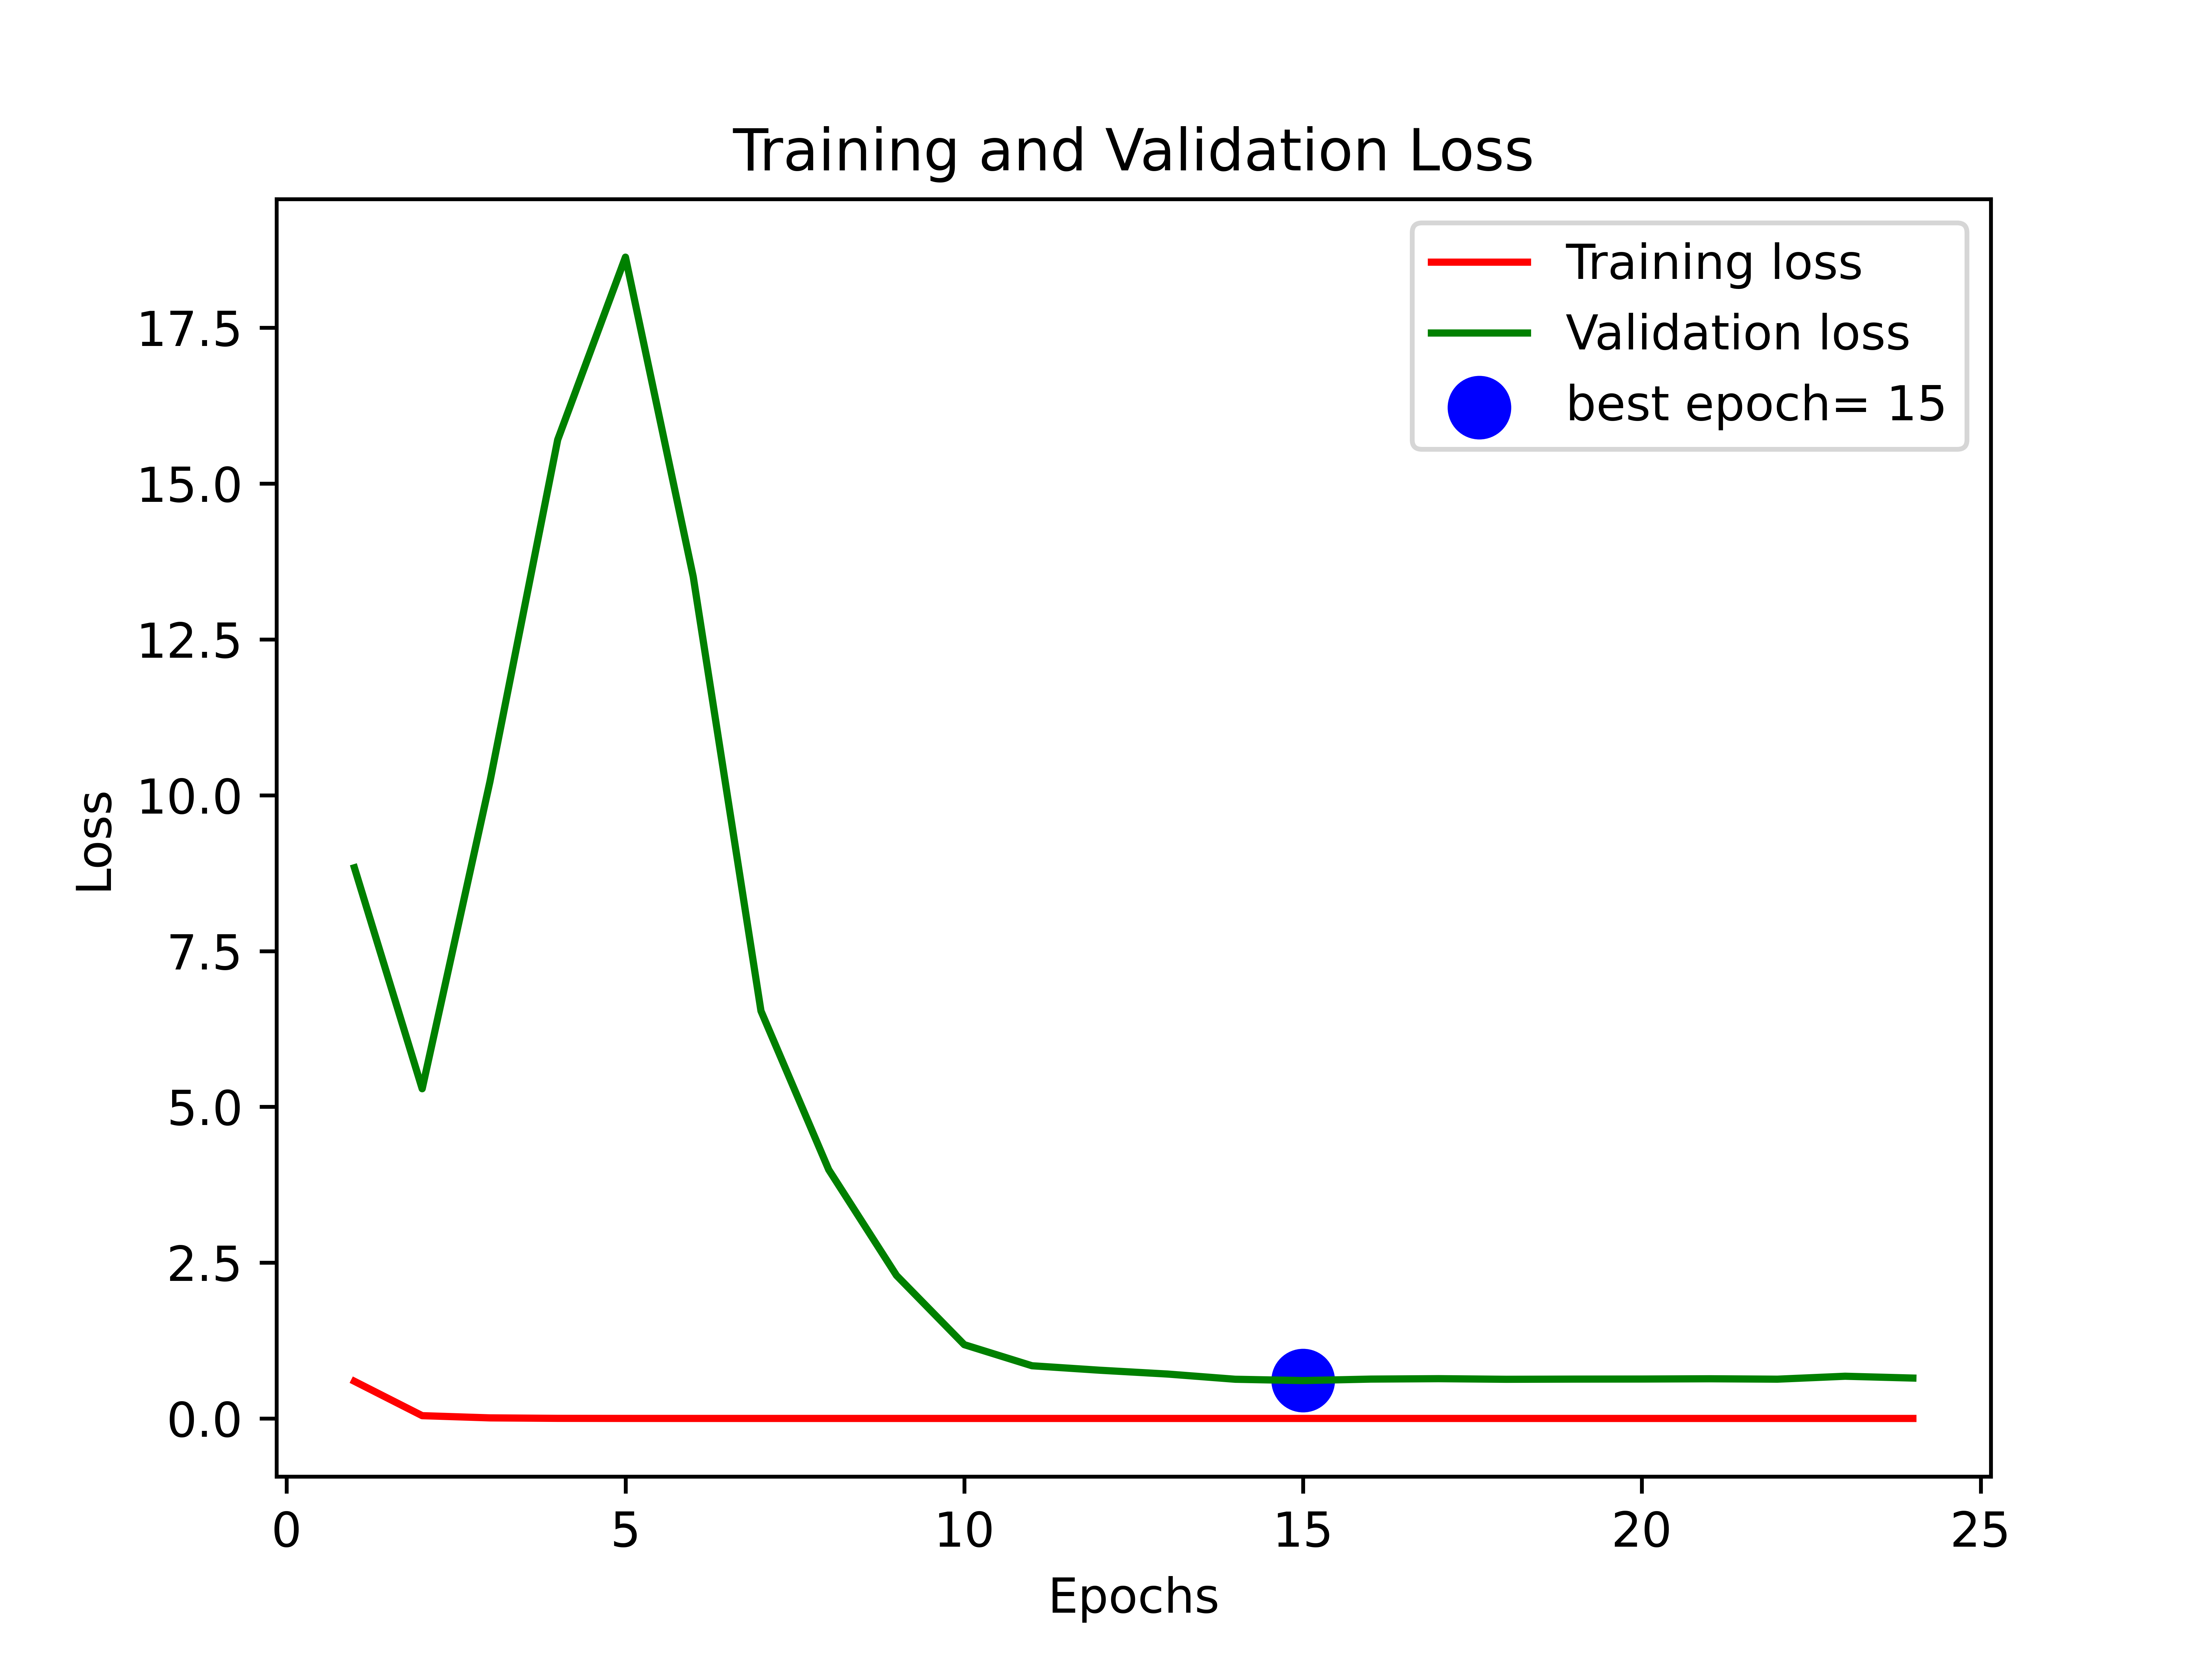 Training and Validation Loss
Training loss
Validation loss
best epoch= 15
17.5
15.0
12.5
10.0
7.5
5.0
2.5
0.0
Loss
0 5 10 15 20 25
Epochs